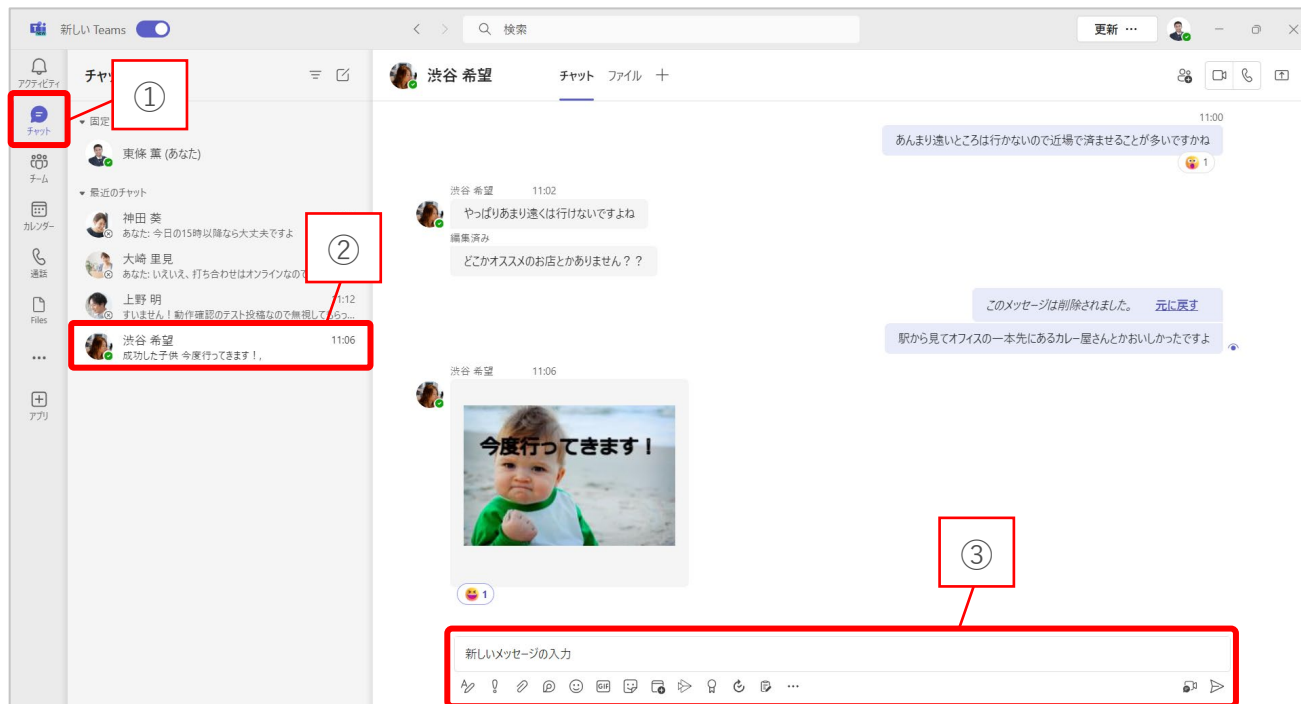 新しい Teams
検索
更新 …
アクティビティ
チャット
チーム
カレンダー
通話
Files
アプリ
①
固定
東條 薫 (あなた)
最近のチャット
神田 葵
あなた: 今日の15時以降なら大丈夫ですよ
②
大崎 里見
あなた: いえいえ、打ち合わせはオンラインなので
上野 明 11:12
すいません！動作確認のテスト投稿なので無視してもらっ...
渋谷 希望 11:06
成功した子供 今度行ってきます！,
渋谷 希望 チャット ファイル
11:00
あんまり遠いところは行かないので近場で済ませることが多いですかね
1
渋谷 希望 11:02
やっぱりあまり遠くは行けないですよね
編集済み
どこかオススメのお店とかありません？？
このメッセージは削除されました。 元に戻す
駅から見てオフィスの一本先にあるカレー屋さんとかおいしかったですよ
渋谷 希望 11:06
今度行ってきます！
1
③
新しいメッセージの入力
GIF